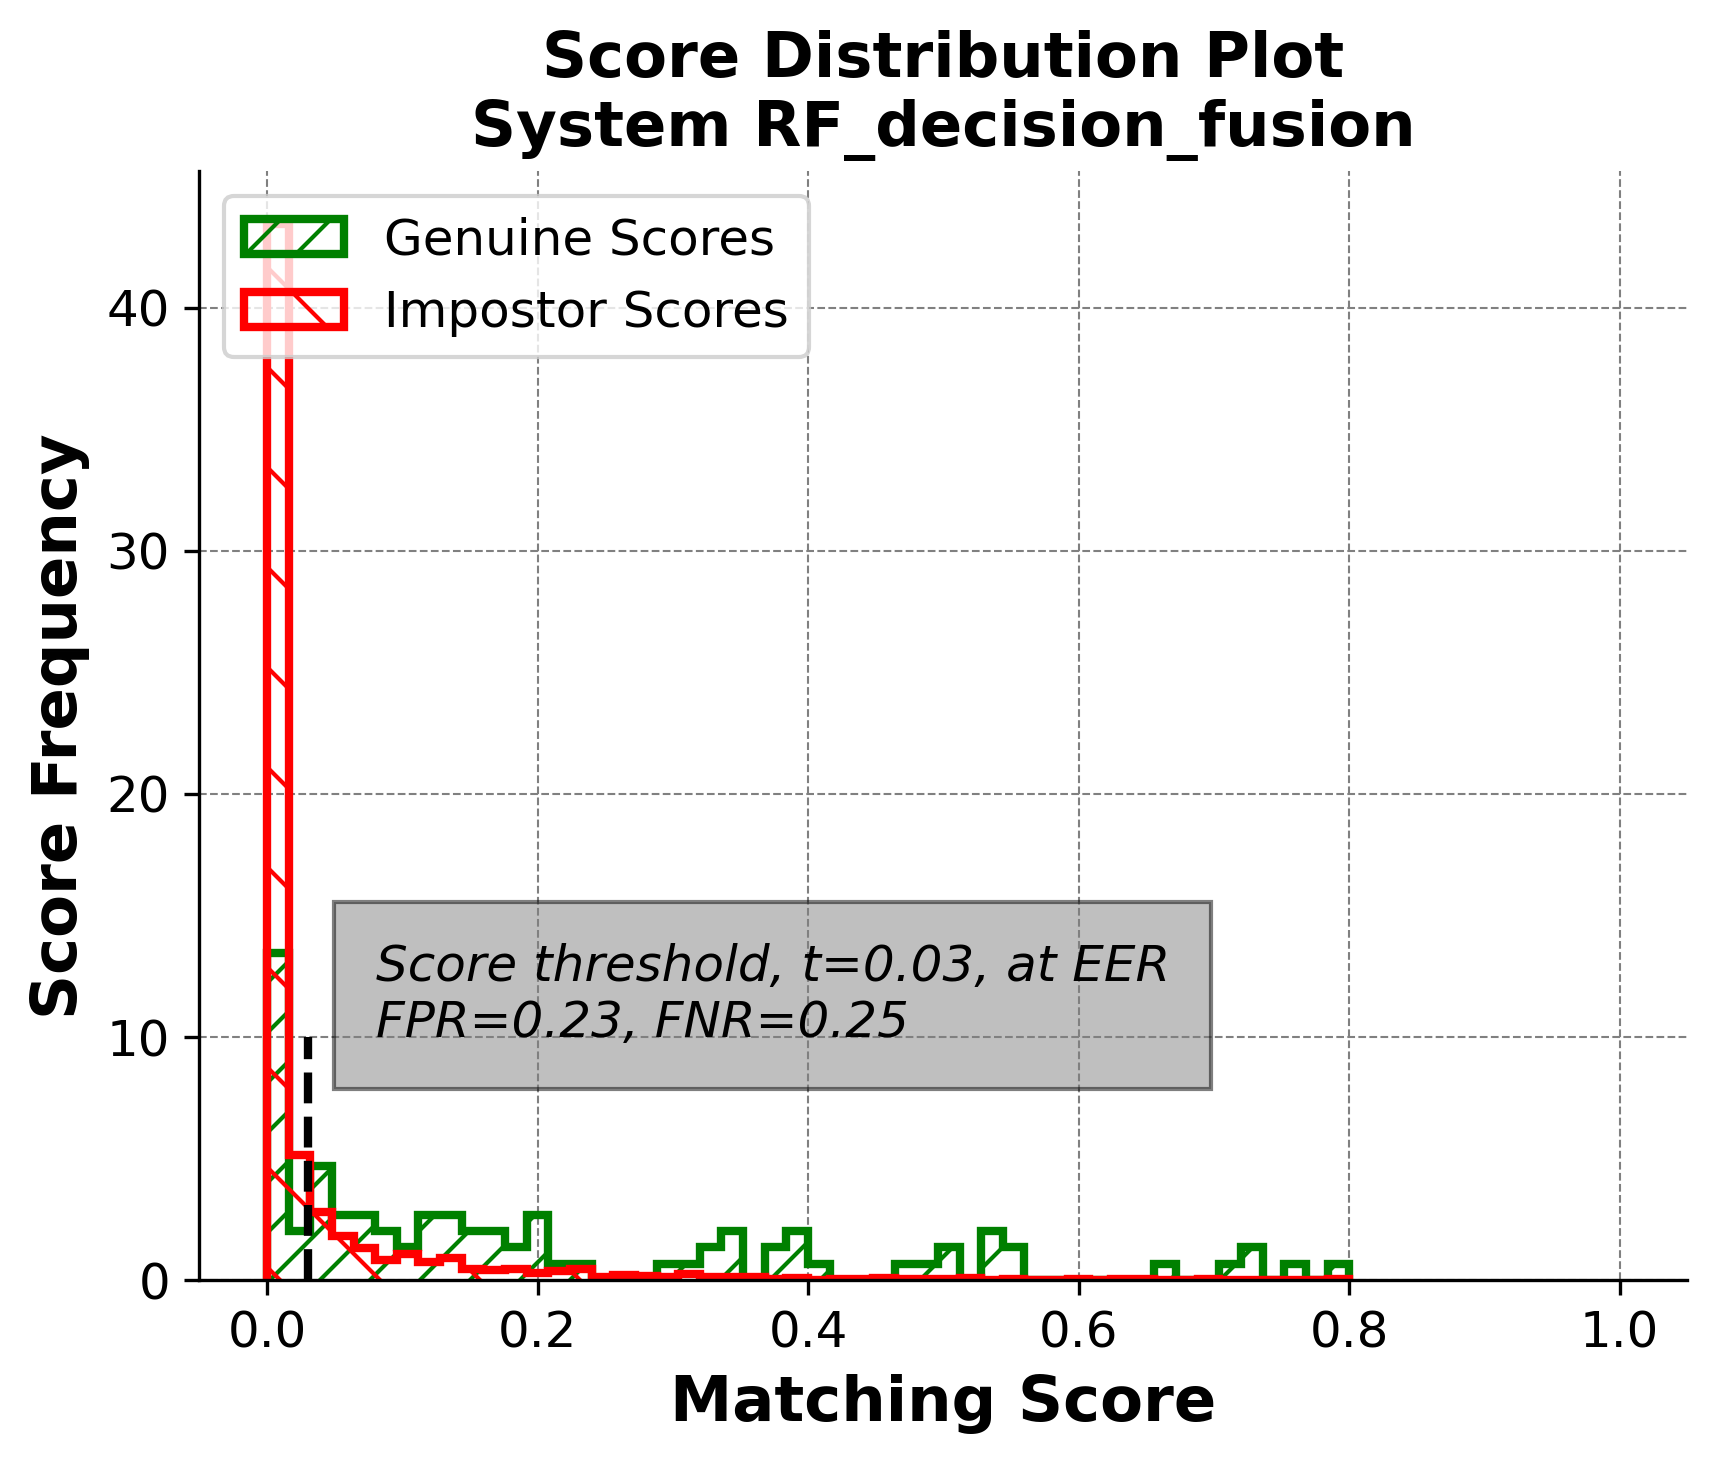 Score Distribution Plot
System RF_decision_fusion
Genuine Scores
Impostor Scores
Score Frequency
40
30
20
10
0
Score threshold, t=0.03, at EER
FPR=0.23, FNR=0.25
0.0 0.2 0.4 0.6 0.8 1.0
Matching Score